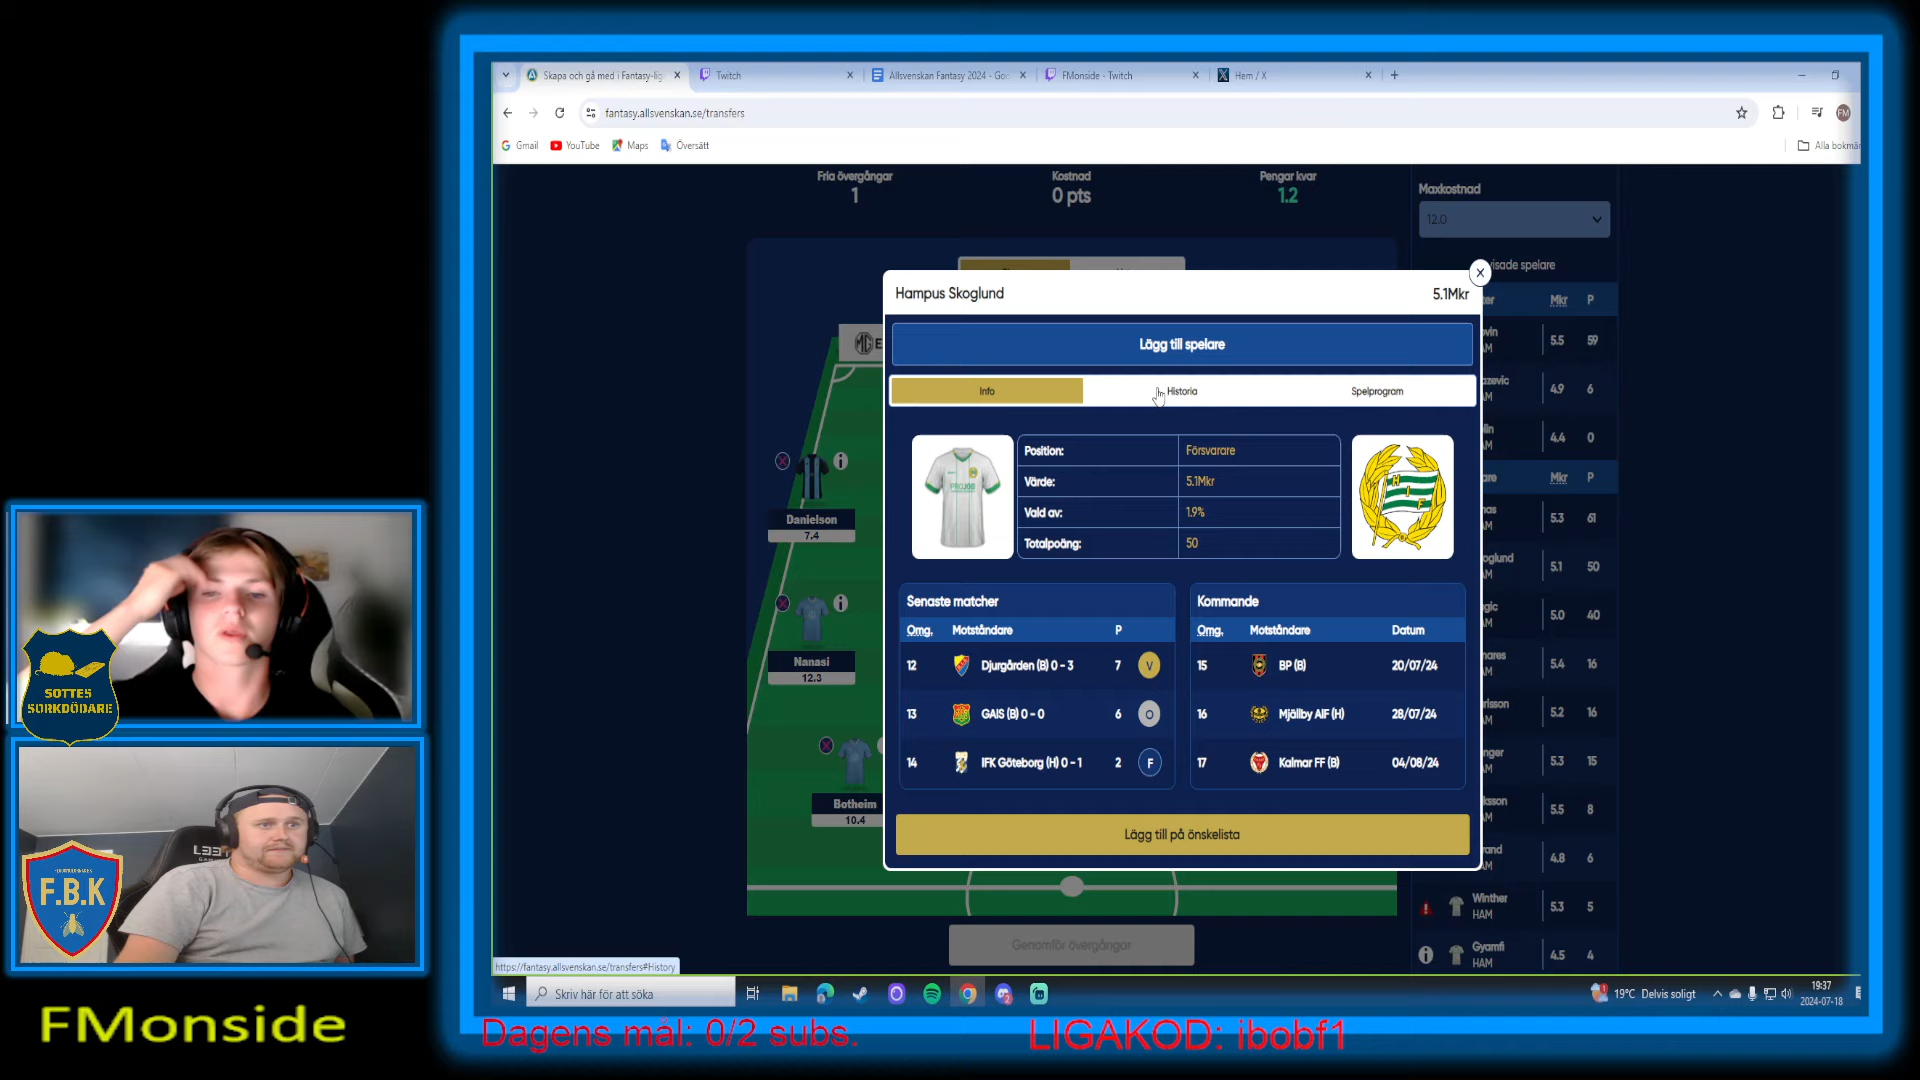 Skapa och gå med i Fantasy-lig
Twitch
Allsvenskan Fantasy 2024 - Goo
FMonside - Twitch
Hem / X
fantasy.allsvenskan.se/transfers
FM
Gmail
YouTube
Maps
Översätt
Alla bokmär
Fria övergångar
1
Kostnad
0 pts
Pengar kvar
1.2
Maxkostnad
12.0
visade spelare
Hampus Skoglund
5.1Mkr
Lägg till spelare
Info
Historia
Spelprogram
Position:
Försvarare
Värde:
5.1Mkr
Vald av:
1.9%
Totalpoäng:
50
PROJOB
HIF
Senaste matcher
Omg.
Motståndare
P
12
Djurgården (B) 0 - 3
7
V
13
GAIS (B) 0 - 0
6
O
14
IFK Göteborg (H) 0 - 1
2
F
Kommande
Omg.
Motståndare
Datum
15
BP (B)
20/07/24
16
Mjällby AIF (H)
28/07/24
17
Kalmar FF (B)
04/08/24
Lägg till på önskelista
MG E
Danielson
7.4
Nanasi
12.3
Botheim
10.4
Genomför övergångar
Mkr P
5.5 59
4.9 6
4.4 0
Mkr P
5.3 61
oglund
5.1 50
5.0 40
5.4 16
5.2 16
5.3 15
5.5 8
4.8 6
Winther
HAM
5.3 5
Gyamfi
HAM
4.5 4
https://fantasy.allsvenskan.se/transfers#History
Skriv här för att söka
19°C Delvis soligt
19:37
2024-07-18
SOTTES
SORKDÖDARE
F.B.K
FMonside
Dagens mål: 0/2 subs.
LIGAKOD: ibobf1